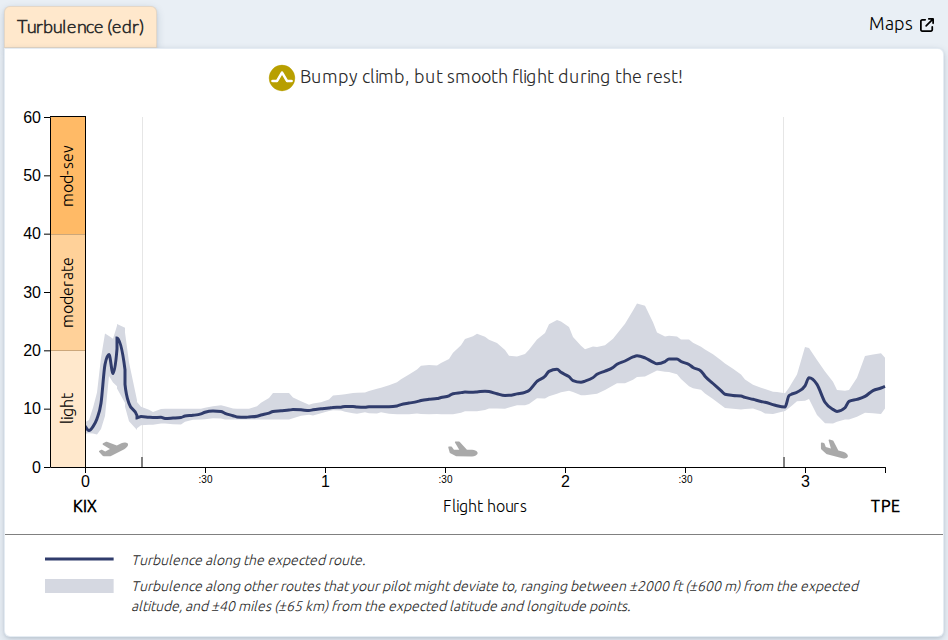 Turbulence (edr)
Maps
Bumpy climb, but smooth flight during the rest!
60
50
40
30
20
10
0
mod-sev
moderate
light
0
:30
1
:30
2
:30
3
KIX
Flight hours
TPE
Turbulence along the expected route.
Turbulence along other routes that your pilot might deviate to, ranging between ±2000 ft (±600 m) from the expected
altitude, and ±40 miles (±65 km) from the expected latitude and longitude points.